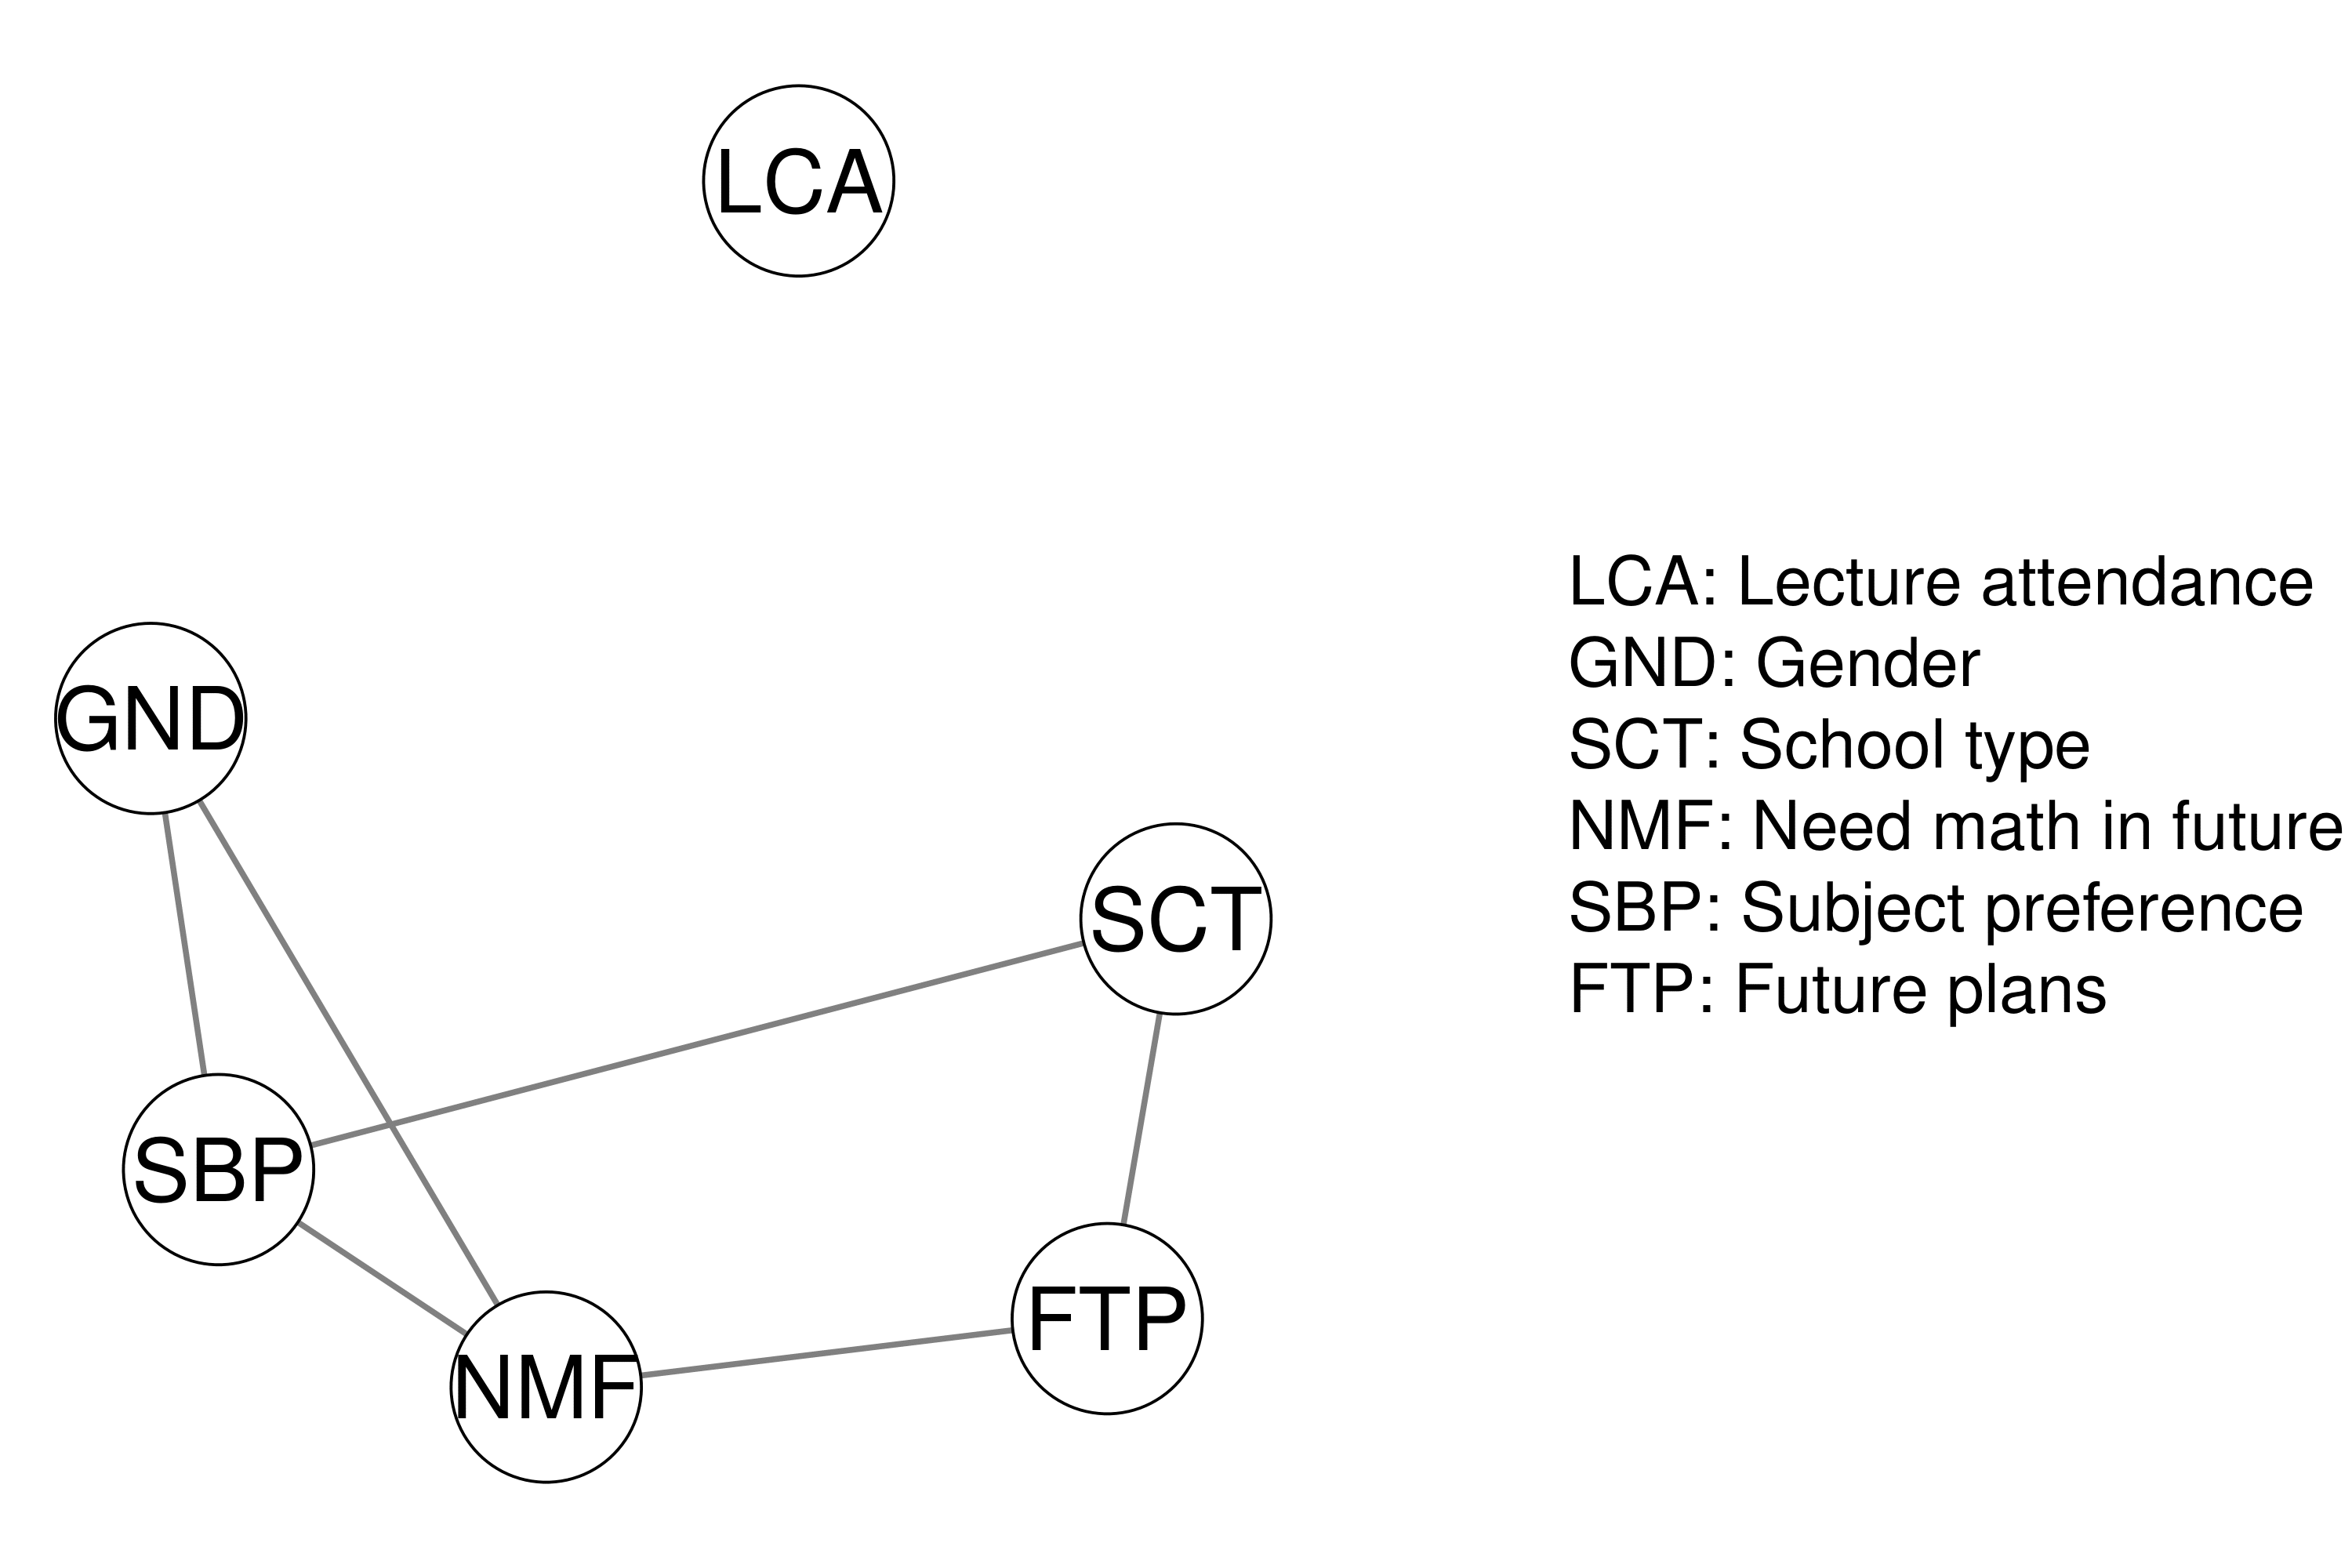 LCA
GND
SCT
SBP
FTP
NMF
LCA: Lecture attendance
GND: Gender
SCT: School type
NMF: Need math in future
SBP: Subject preference
FTP: Future plans